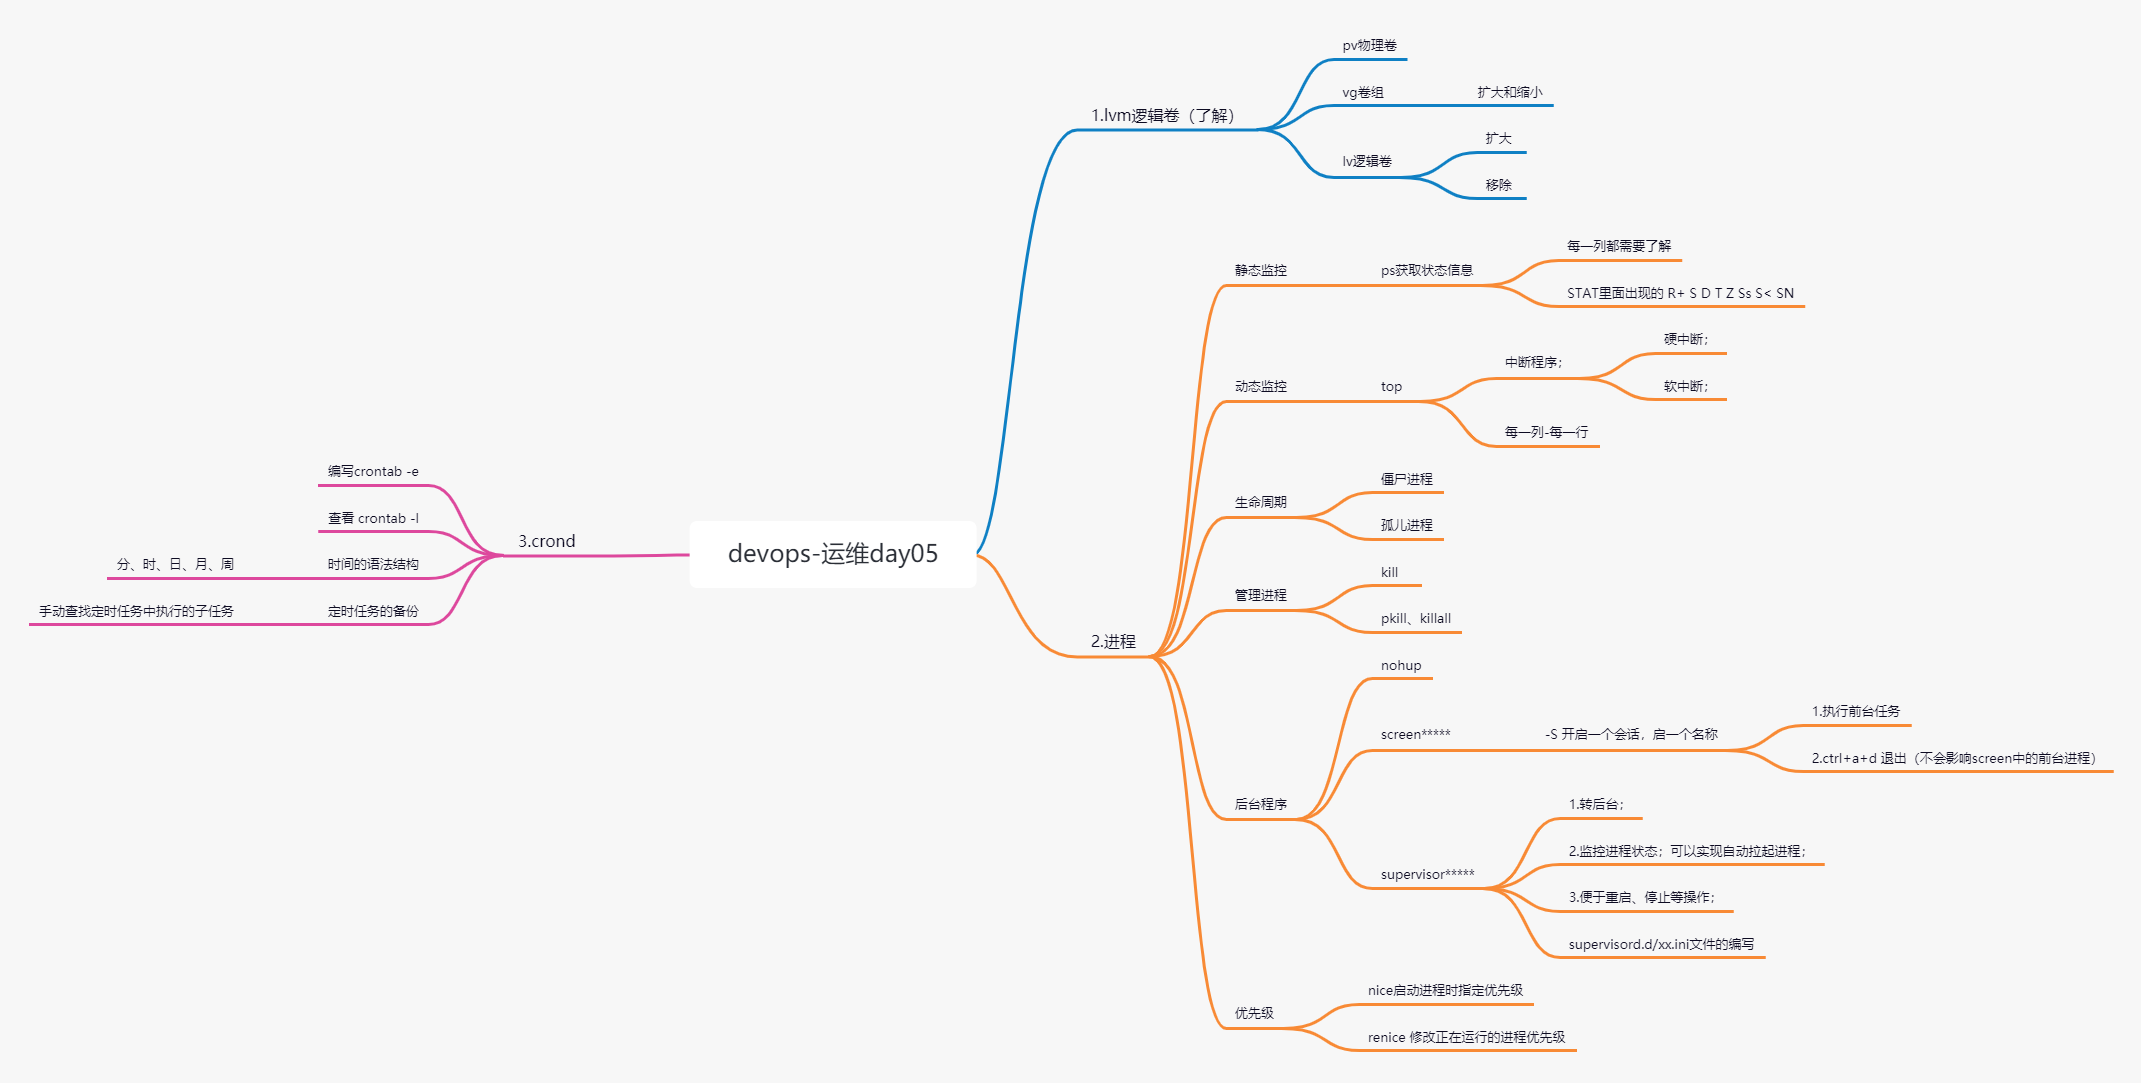 devops-运维day05
1.lvm逻辑卷（了解）
pv物理卷
vg卷组
扩大和缩小
lv逻辑卷
扩大
移除
2.进程
静态监控
ps获取状态信息
每一列都需要了解
STAT里面出现的 R+ S D T Z Ss S< SN
动态监控
top
中断程序；
硬中断；
软中断；
每一列-每一行
生命周期
僵尸进程
孤儿进程
管理进程
kill
pkill、killall
后台程序
nohup
screen*****
-S 开启一个会话，启一个名称
1.执行前台任务
2.ctrl+a+d 退出（不会影响screen中的前台进程）
supervisor*****
1.转后台；
2.监控进程状态；可以实现自动拉起进程；
3.便于重启、停止等操作；
supervisord.d/xx.ini文件的编写
优先级
nice启动进程时指定优先级
renice 修改正在运行的进程优先级
3.crond
编写crontab -e
查看 crontab -l
时间的语法结构
分、时、日、月、周
定时任务的备份
手动查找定时任务中执行的子任务